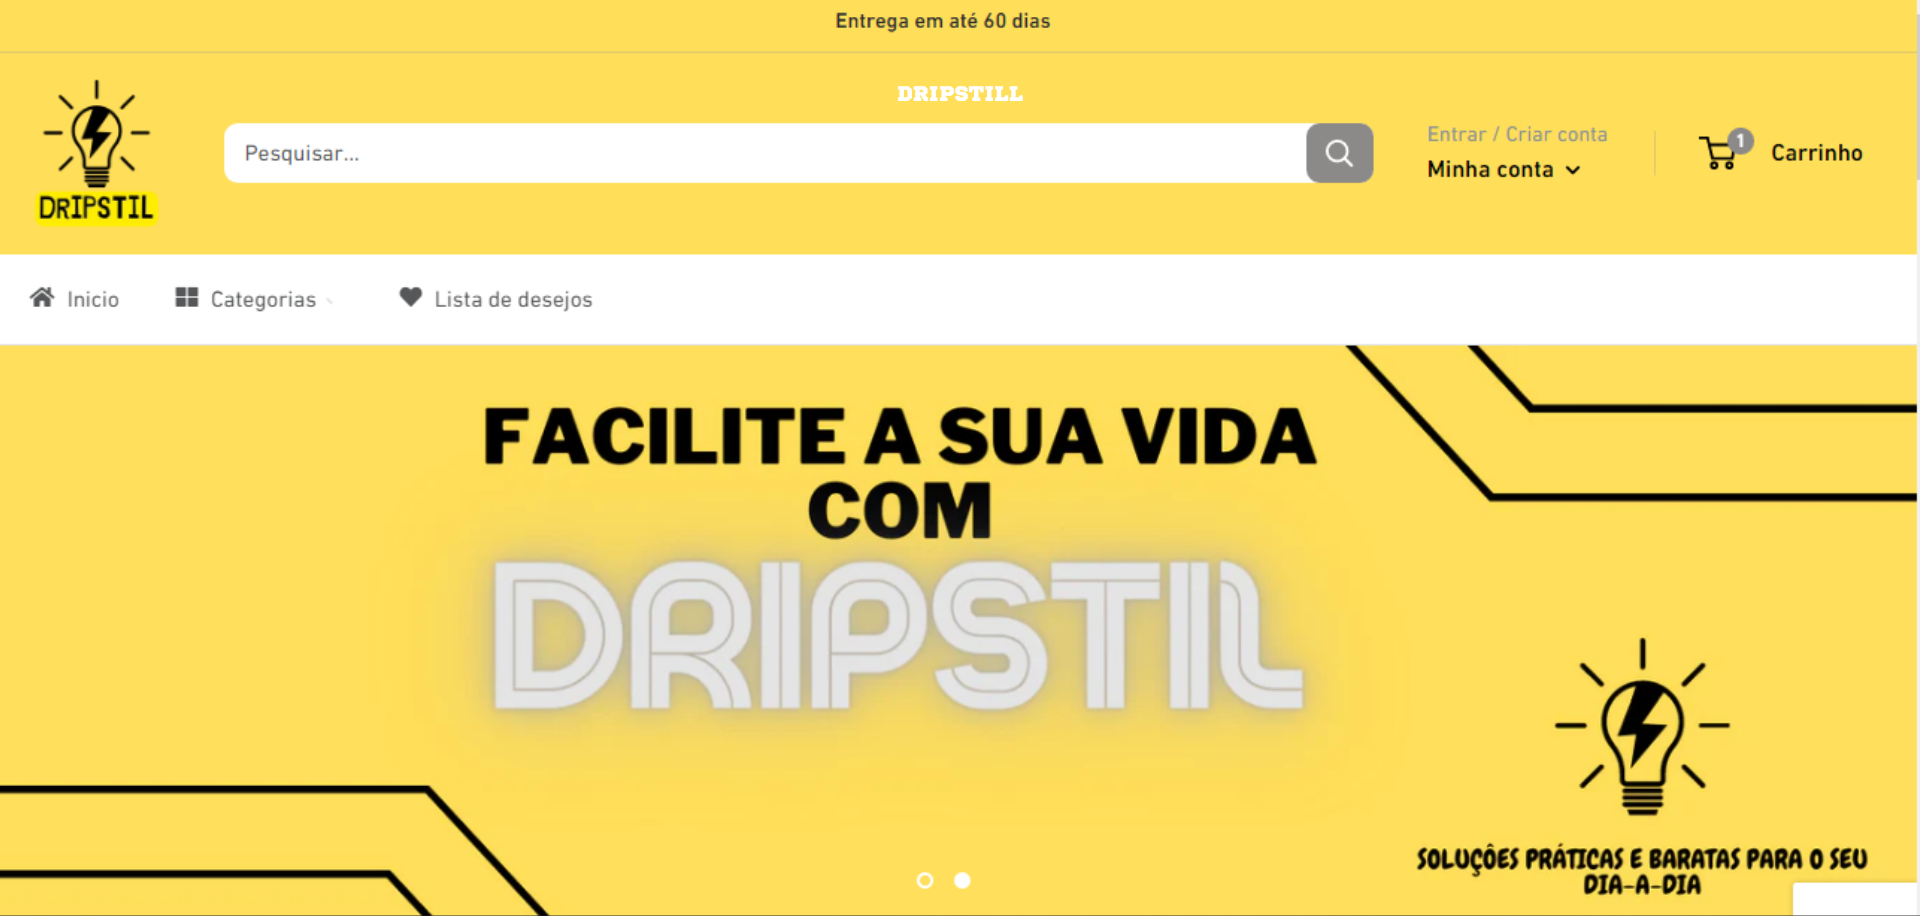 Entrega em até 60 dias
DRIPSTILL
DRIPSTIL
Pesquisar...
Entrar / Criar conta
Minha conta
1
Carrinho
Inicio
Categorias
Lista de desejos
FACILITE A SUA VIDA
COM
DRIPSTIL
SOLUÇÕES PRÁTICAS E BARATAS PARA O SEU
DIA-A-DIA